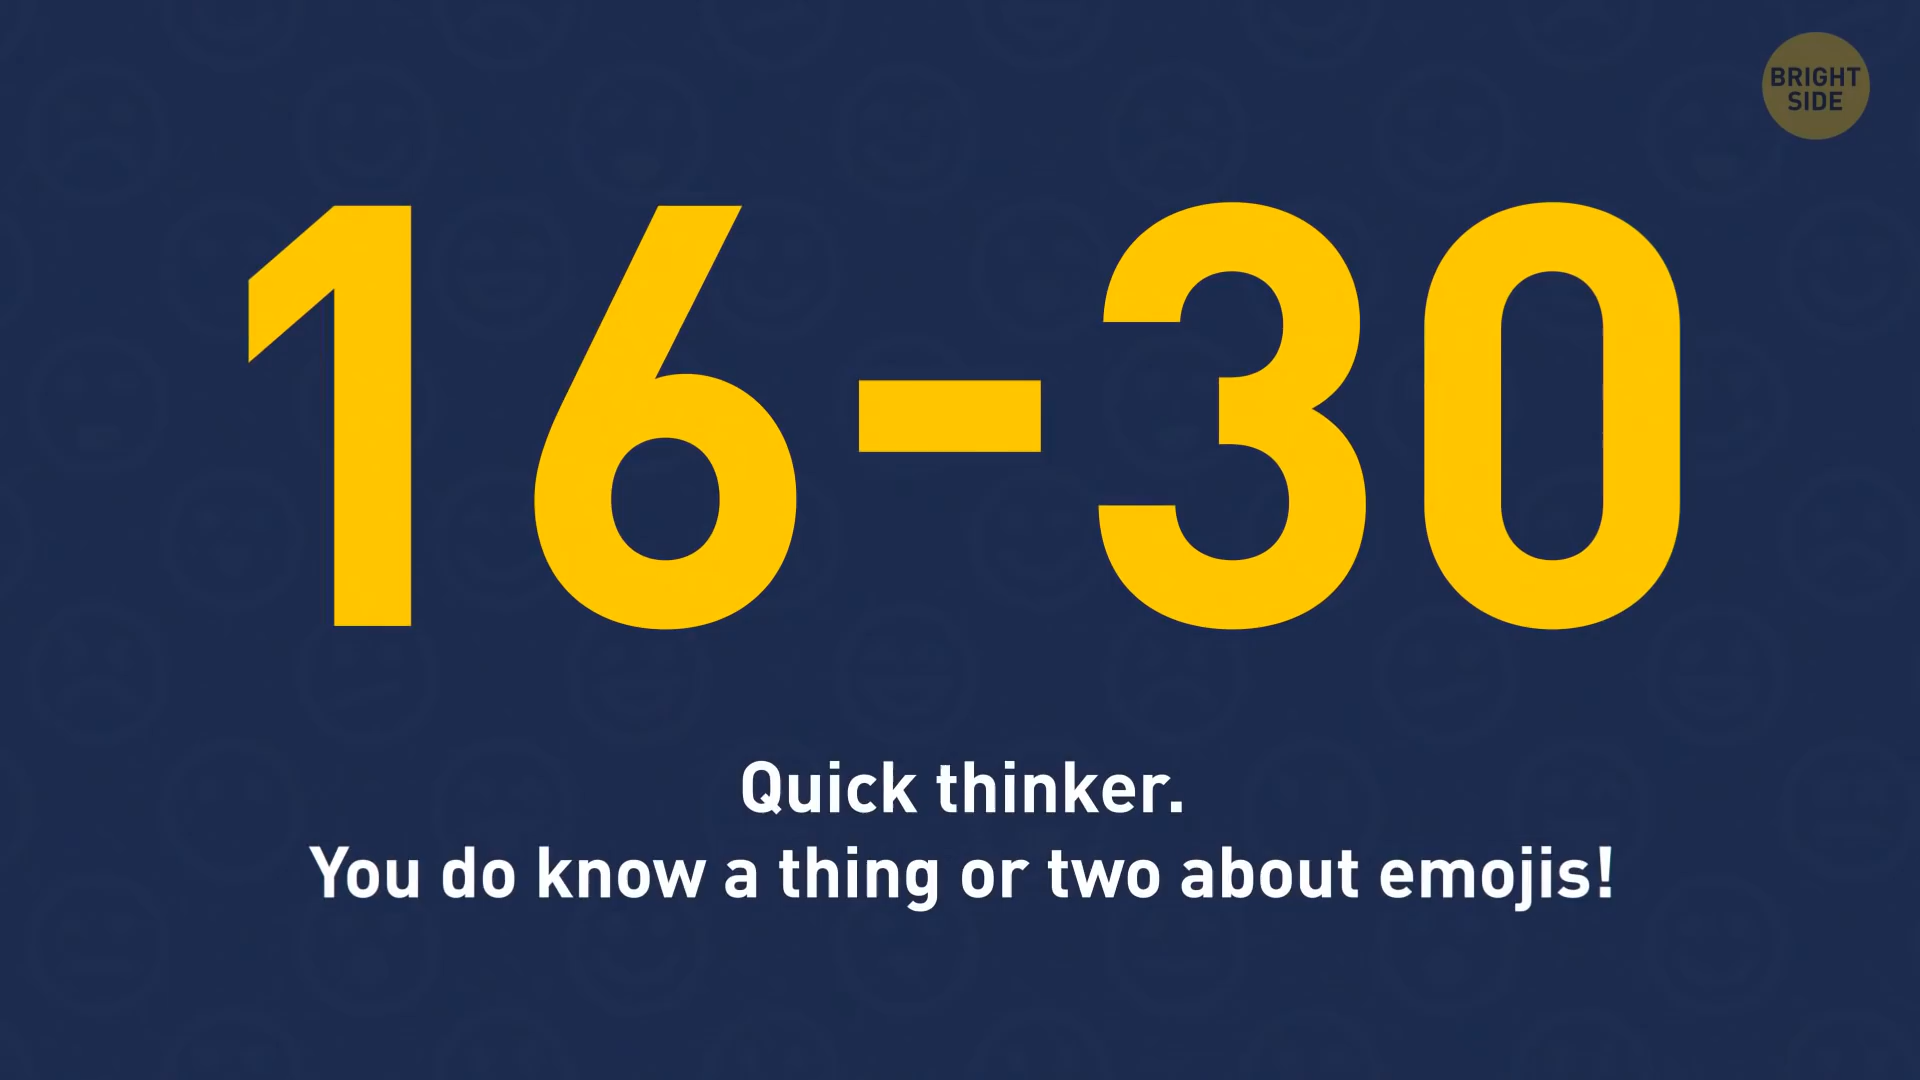 BRIGHT
SIDE
16-30
Quick thinker.
You do know a thing or two about emojis!